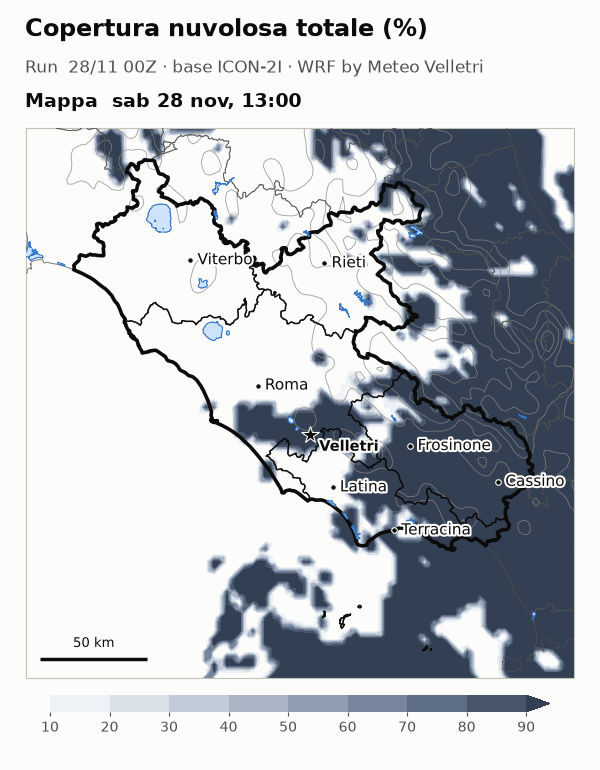 Copertura nuvolosa totale (%)
Run  28/11 00Z · base ICON-2I · WRF by Meteo Velletri
Mappa  sab 28 nov, 13:00
Viterbo
Rieti
Roma
Velletri
Frosinone
Latina
Cassino
Terracina
50 km
10 20 30 40 50 60 70 80 90